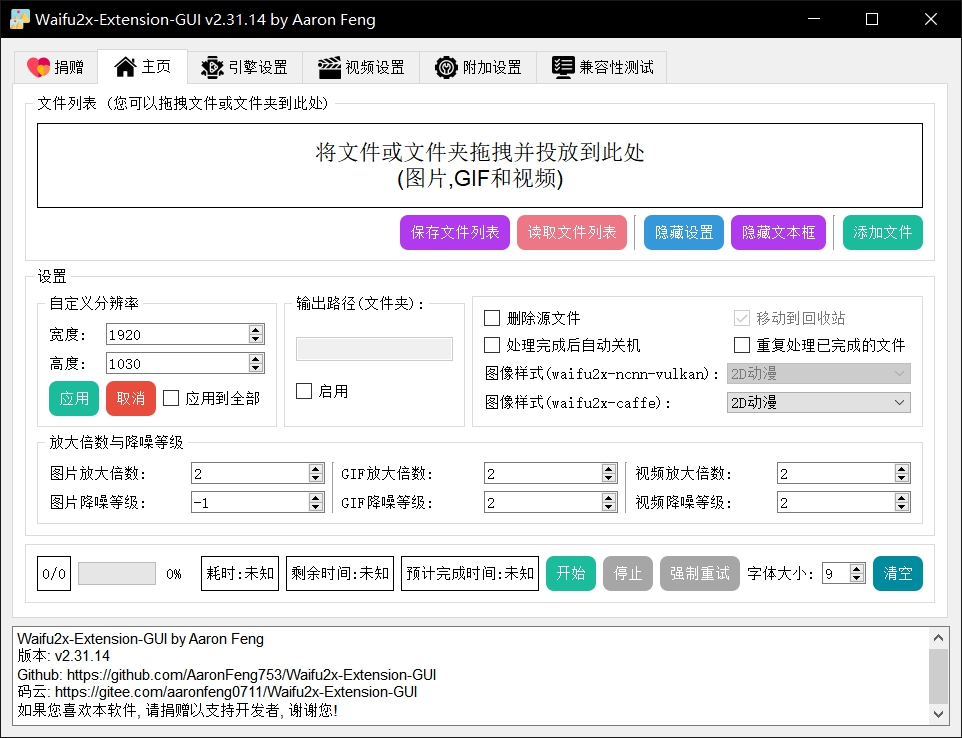 Waifu2x-Extension-GUI v2.31.14 by Aaron Feng
捐赠 主页 引擎设置 视频设置 附加设置 兼容性测试
文件列表 (您可以拖拽文件或文件夹到此处)
将文件或文件夹拖拽并投放到此处
(图片,GIF和视频)
保存文件列表 读取文件列表 隐藏设置 隐藏文本框 添加文件
设置
自定义分辨率
宽度: 1920
高度: 1030
应用 取消 应用到全部
输出路径(文件夹):
启用
删除源文件 移动到回收站
处理完成后自动关机 重复处理已完成的文件
图像样式(waifu2x-ncnn-vulkan): 2D动漫
图像样式(waifu2x-caffe): 2D动漫
放大倍数与降噪等级
图片放大倍数: 2 GIF放大倍数: 2 视频放大倍数: 2
图片降噪等级: -1 GIF降噪等级: 2 视频降噪等级: 2
0/0 0% 耗时:未知 剩余时间:未知 预计完成时间:未知 开始 停止 强制重试 字体大小: 9 清空
Waifu2x-Extension-GUI by Aaron Feng
版本: v2.31.14
Github: https://github.com/AaronFeng753/Waifu2x-Extension-GUI
码云: https://gitee.com/aaronfeng0711/Waifu2x-Extension-GUI
如果您喜欢本软件, 请捐赠以支持开发者, 谢谢您!